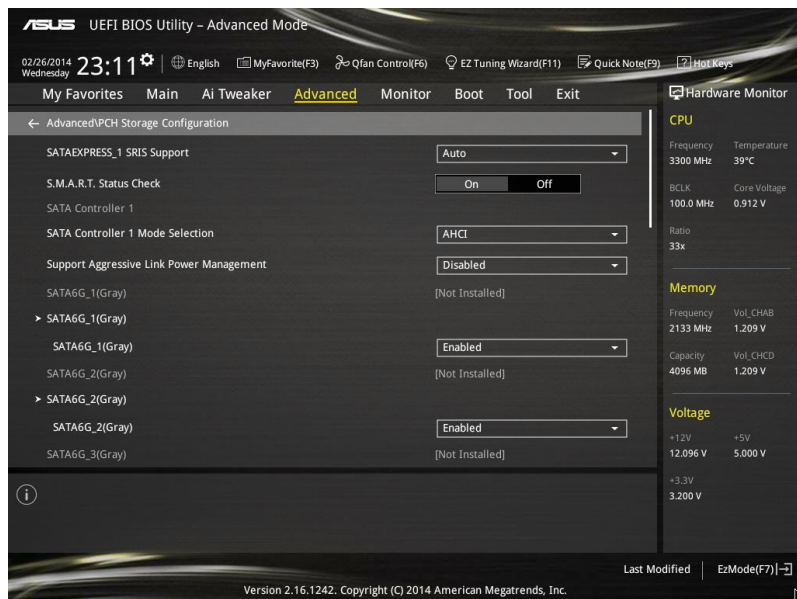 ASUS UEFI BIOS Utility – Advanced Mode
02/26/2014 Wednesday 23:11 English MyFavorite(F3) Qfan Control(F6) EZ Tuning Wizard(F11) Quick Note(F9) ? Hot Keys
My Favorites Main Ai Tweaker Advanced Monitor Boot Tool Exit
← Advanced\PCH Storage Configuration
SATAEXPRESS_1 SRIS Support Auto
S.M.A.R.T. Status Check On Off
SATA Controller 1
SATA Controller 1 Mode Selection AHCI
Support Aggressive Link Power Management Disabled
SATA6G_1(Gray) [Not Installed]
> SATA6G_1(Gray)
SATA6G_1(Gray) Enabled
SATA6G_2(Gray) [Not Installed]
> SATA6G_2(Gray)
SATA6G_2(Gray) Enabled
SATA6G_3(Gray) [Not Installed]
i
Hardware Monitor
CPU
Frequency Temperature
3300 MHz 39°C
BCLK Core Voltage
100.0 MHz 0.912 V
Ratio
33x
Memory
Frequency Vol_CHAB
2133 MHz 1.209 V
Capacity Vol_CHCD
4096 MB 1.209 V
Voltage
+12V +5V
12.096 V 5.000 V
+3.3V
3.200 V
Last Modified EzMode(F7)
Version 2.16.1242. Copyright (C) 2014 American Megatrends, Inc.